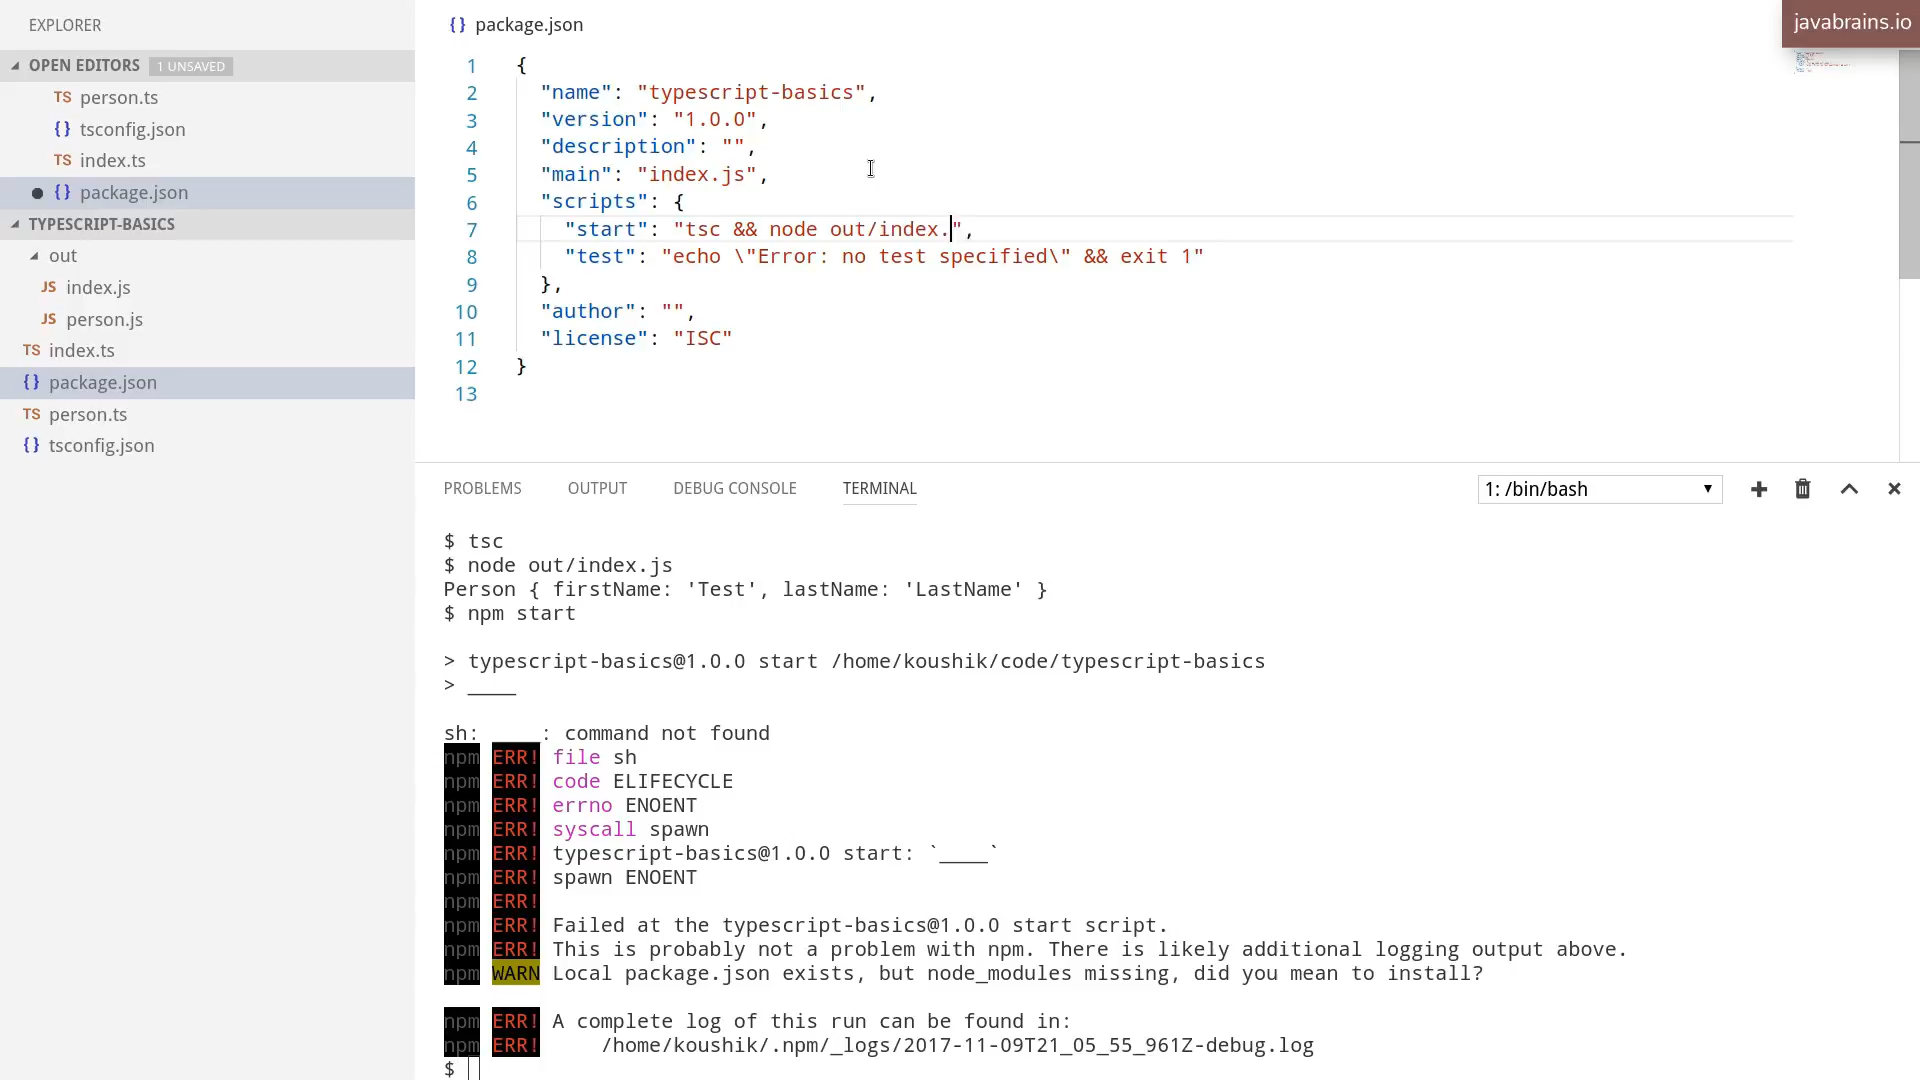 EXPLORER
OPEN EDITORS 1 UNSAVED
TS person.ts
{} tsconfig.json
TS index.ts
{} package.json
TYPESCRIPT-BASICS
out
JS index.js
JS person.js
TS index.ts
{} package.json
TS person.ts
{} tsconfig.json
{} package.json
javabrains.io
1 {
2 "name": "typescript-basics",
3 "version": "1.0.0",
4 "description": "",
5 "main": "index.js",
6 "scripts": {
7 "start": "tsc && node out/index.",
8 "test": "echo \"Error: no test specified\" && exit 1"
9 },
10 "author": "",
11 "license": "ISC"
12 }
13
PROBLEMS OUTPUT DEBUG CONSOLE TERMINAL 1: /bin/bash
$ tsc
$ node out/index.js
Person { firstName: 'Test', lastName: 'LastName' }
$ npm start
> typescript-basics@1.0.0 start /home/koushik/code/typescript-basics
> ____
sh: ____: command not found
npm ERR! file sh
npm ERR! code ELIFECYCLE
npm ERR! errno ENOENT
npm ERR! syscall spawn
npm ERR! typescript-basics@1.0.0 start: `____`
npm ERR! spawn ENOENT
npm ERR!
npm ERR! Failed at the typescript-basics@1.0.0 start script.
npm ERR! This is probably not a problem with npm. There is likely additional logging output above.
npm WARN Local package.json exists, but node_modules missing, did you mean to install?
npm ERR! A complete log of this run can be found in:
npm ERR! /home/koushik/.npm/_logs/2017-11-09T21_05_55_961Z-debug.log
$